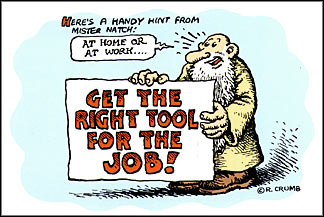 HERE'S A HANDY HINT FROM
MISTER NATCH:
AT HOME OR
AT WORK....
GET THE
RIGHT TOOL
FOR THE
JOB!
©R. CRUMB